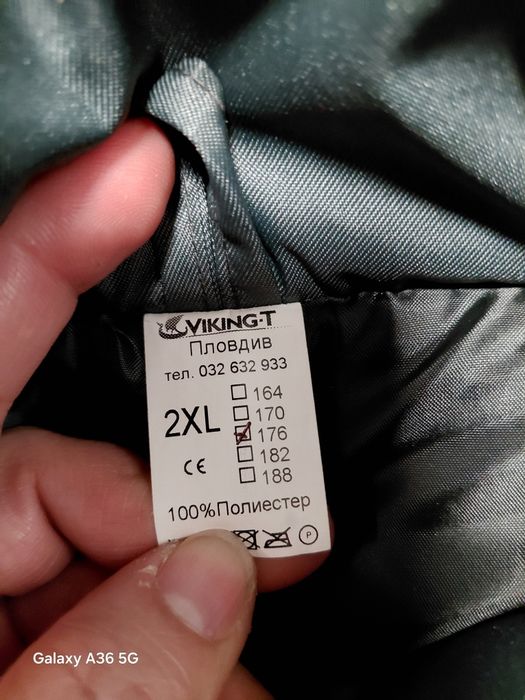 VIKING-T
Пловдив
тел. 032 632 933
2XL
164
170
176
182
188
CE
100%Полиестер
P
Galaxy A36 5G